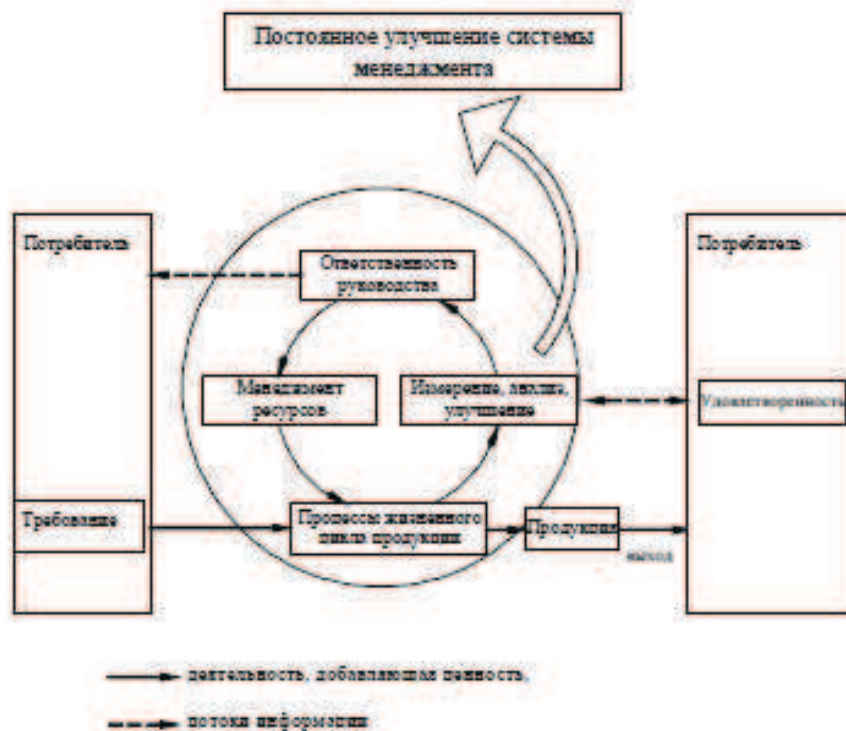 Постоянное улучшение системы
менеджмента
Потребитель
Потребитель
Ответственность
руководства
Менеджмент
ресурсов
Измерение, анализ,
улучшение
Удовлетворенность
Требование
Процессы жизненного
цикла продукции
Продукция
выход
деятельность, добавляющая ценность,
потоки информации